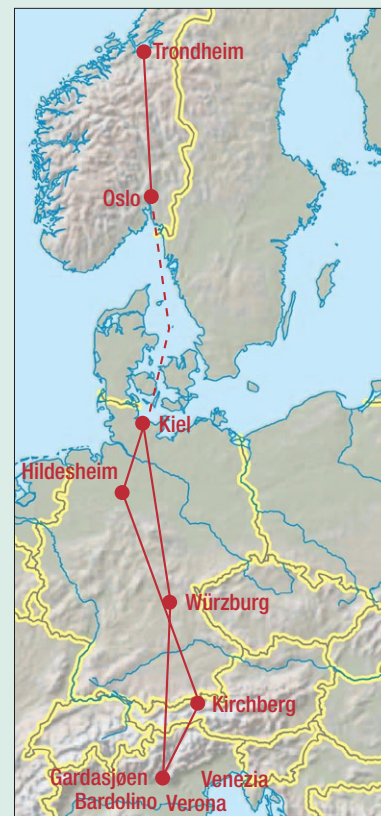 Trondheim
Oslo
Kiel
Hildesheim
Würzburg
Kirchberg
Gardasjøen
Venezia
Bardolino
Verona